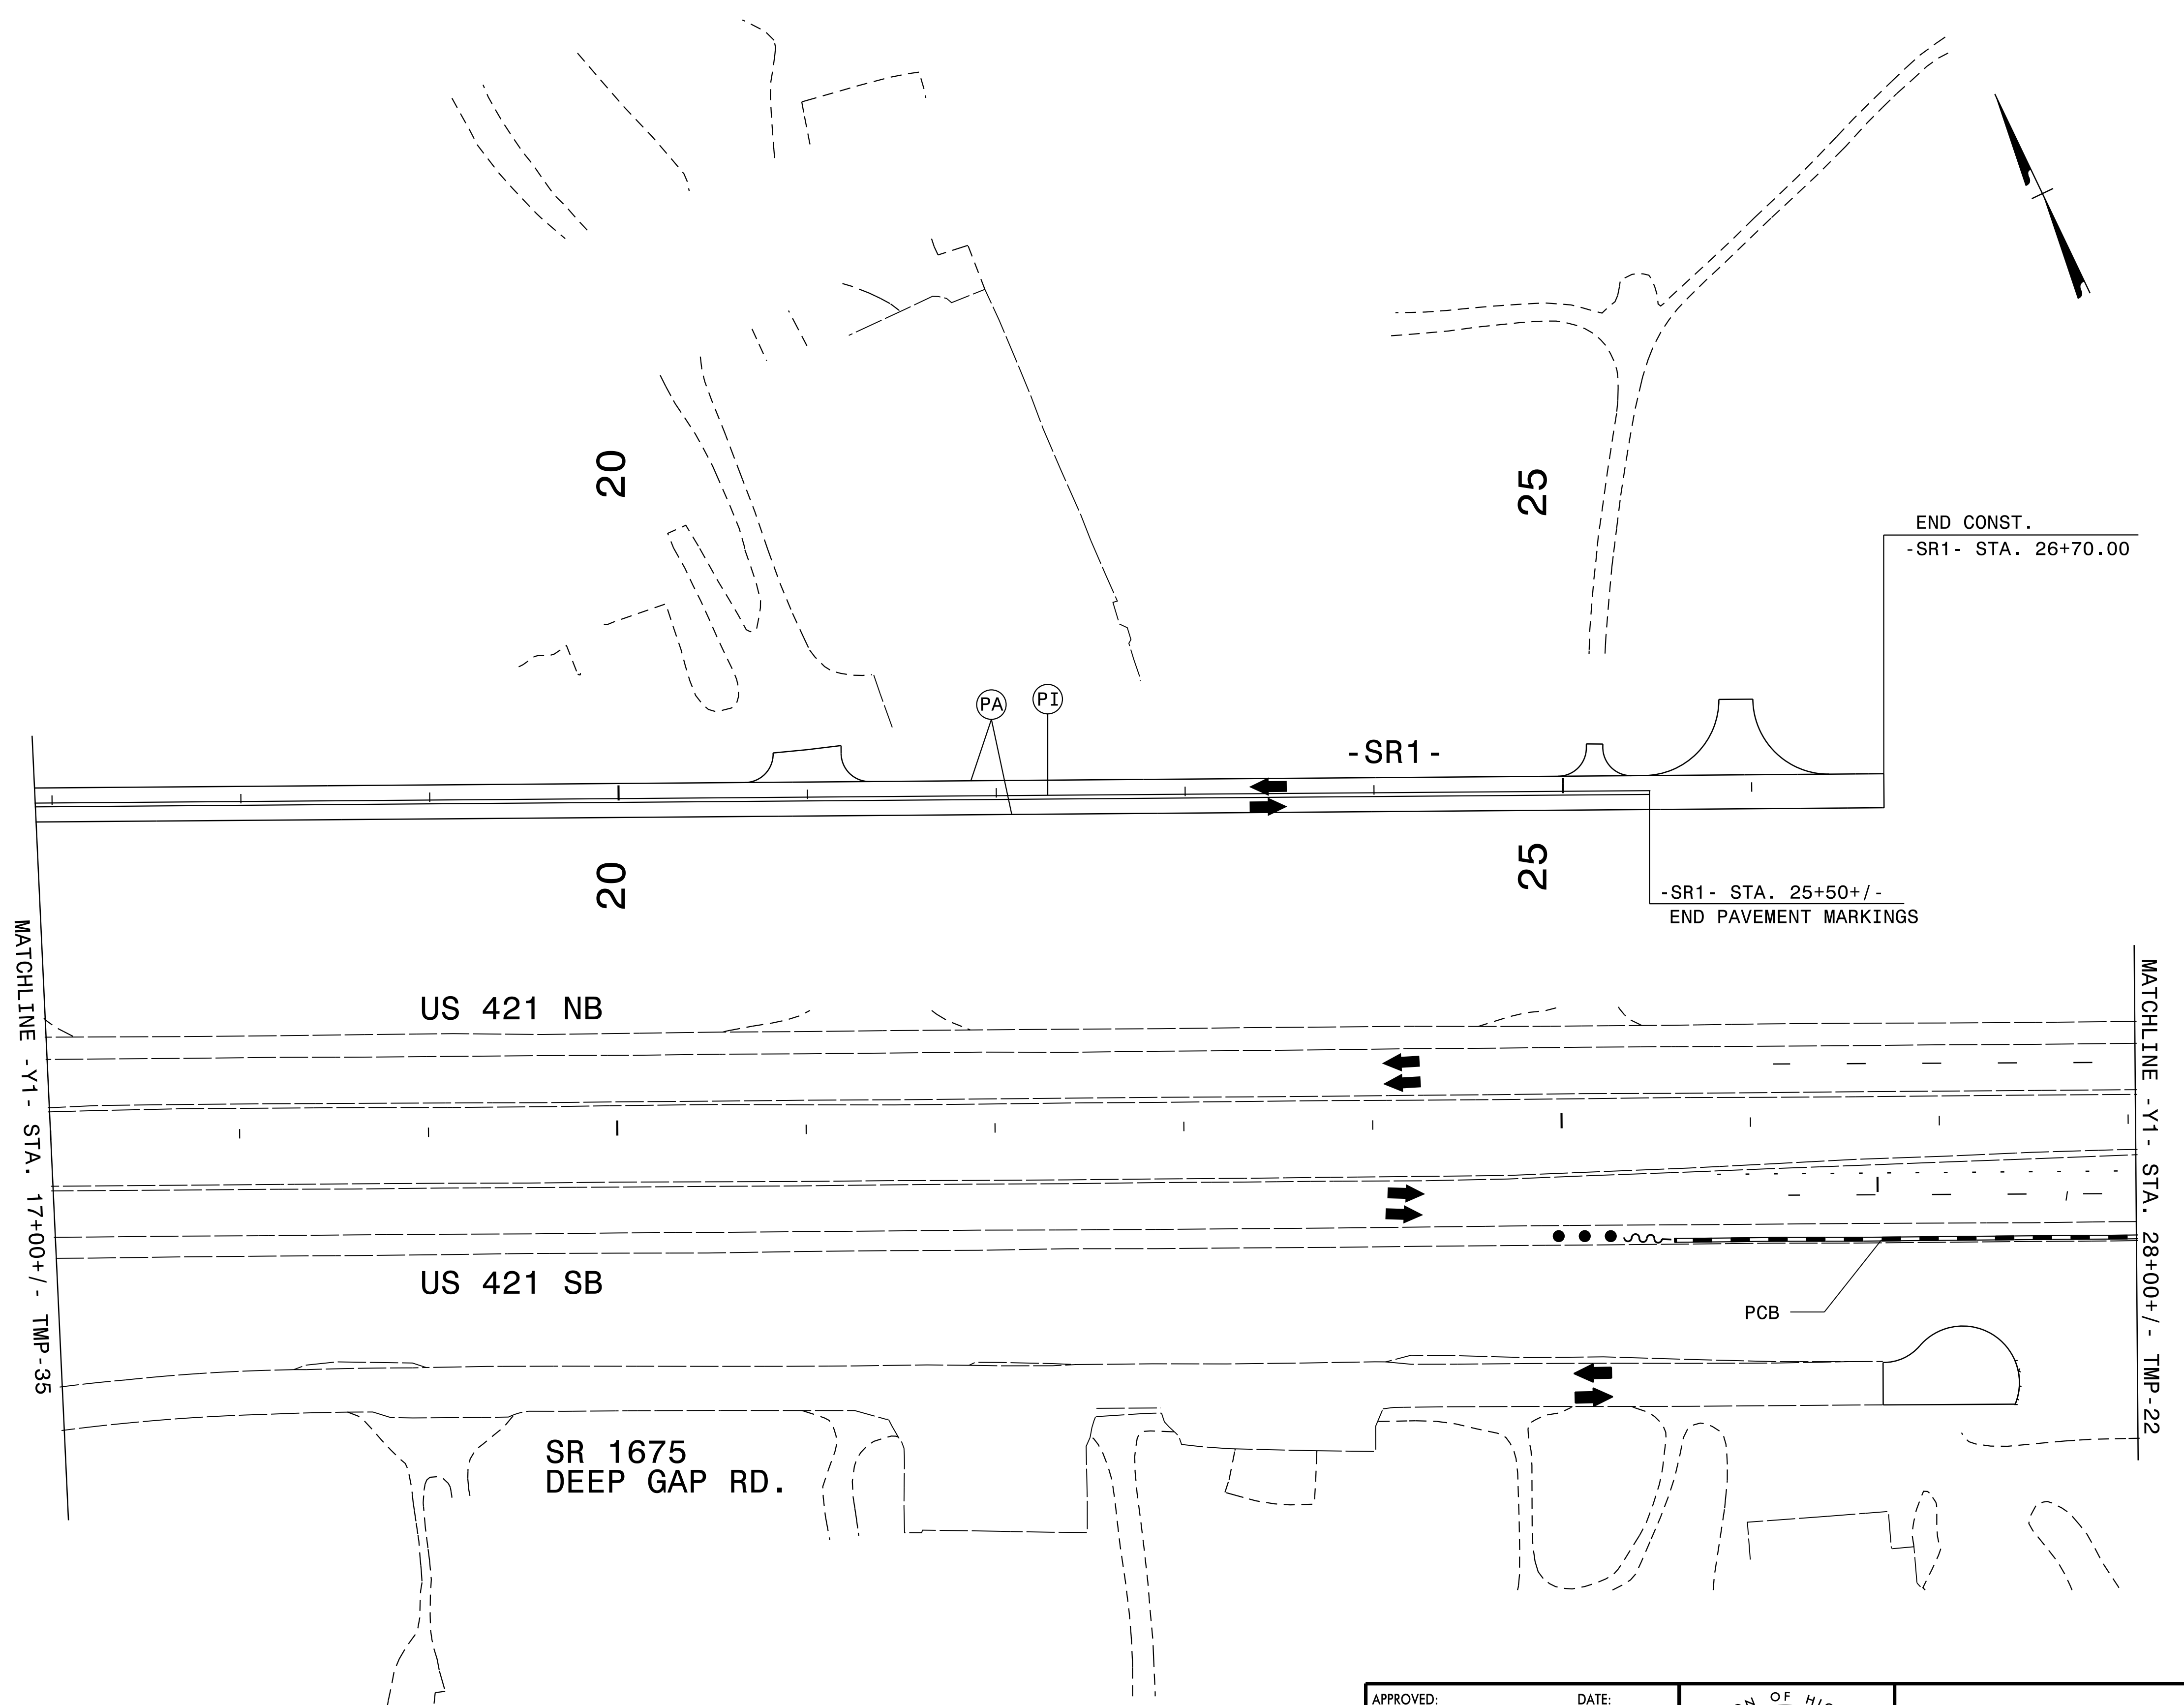 20
25
END CONST.
-SR1- STA. 26+70.00
PA
PI
-SR1-
20
25
-SR1- STA. 25+50+/-
END PAVEMENT MARKINGS
MATCHLINE -Y1- STA. 17+00+/- TMP-35
MATCHLINE -Y1- STA. 28+00+/- TMP-22
US 421 NB
US 421 SB
PCB
SR 1675
DEEP GAP RD.
APPROVED:
DATE:
OF